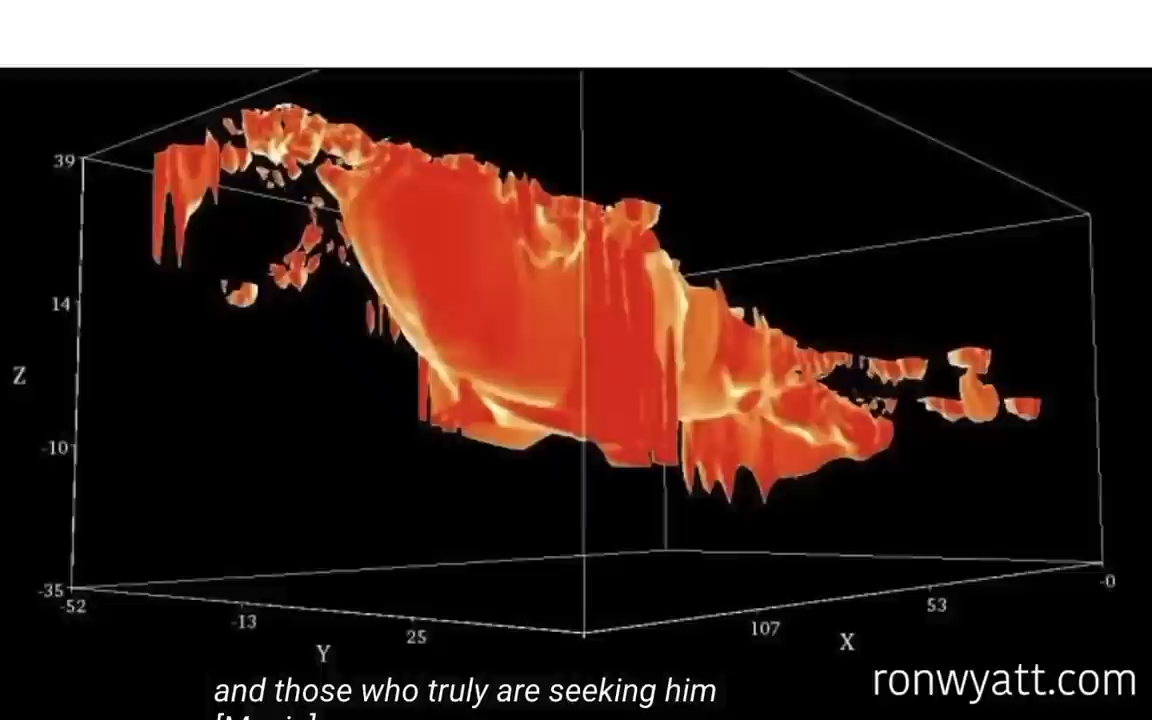 39
14
Z
-10
-35
-52
-13
25
Y
107
X
53
-0
ronwyatt.com
and those who truly are seeking him